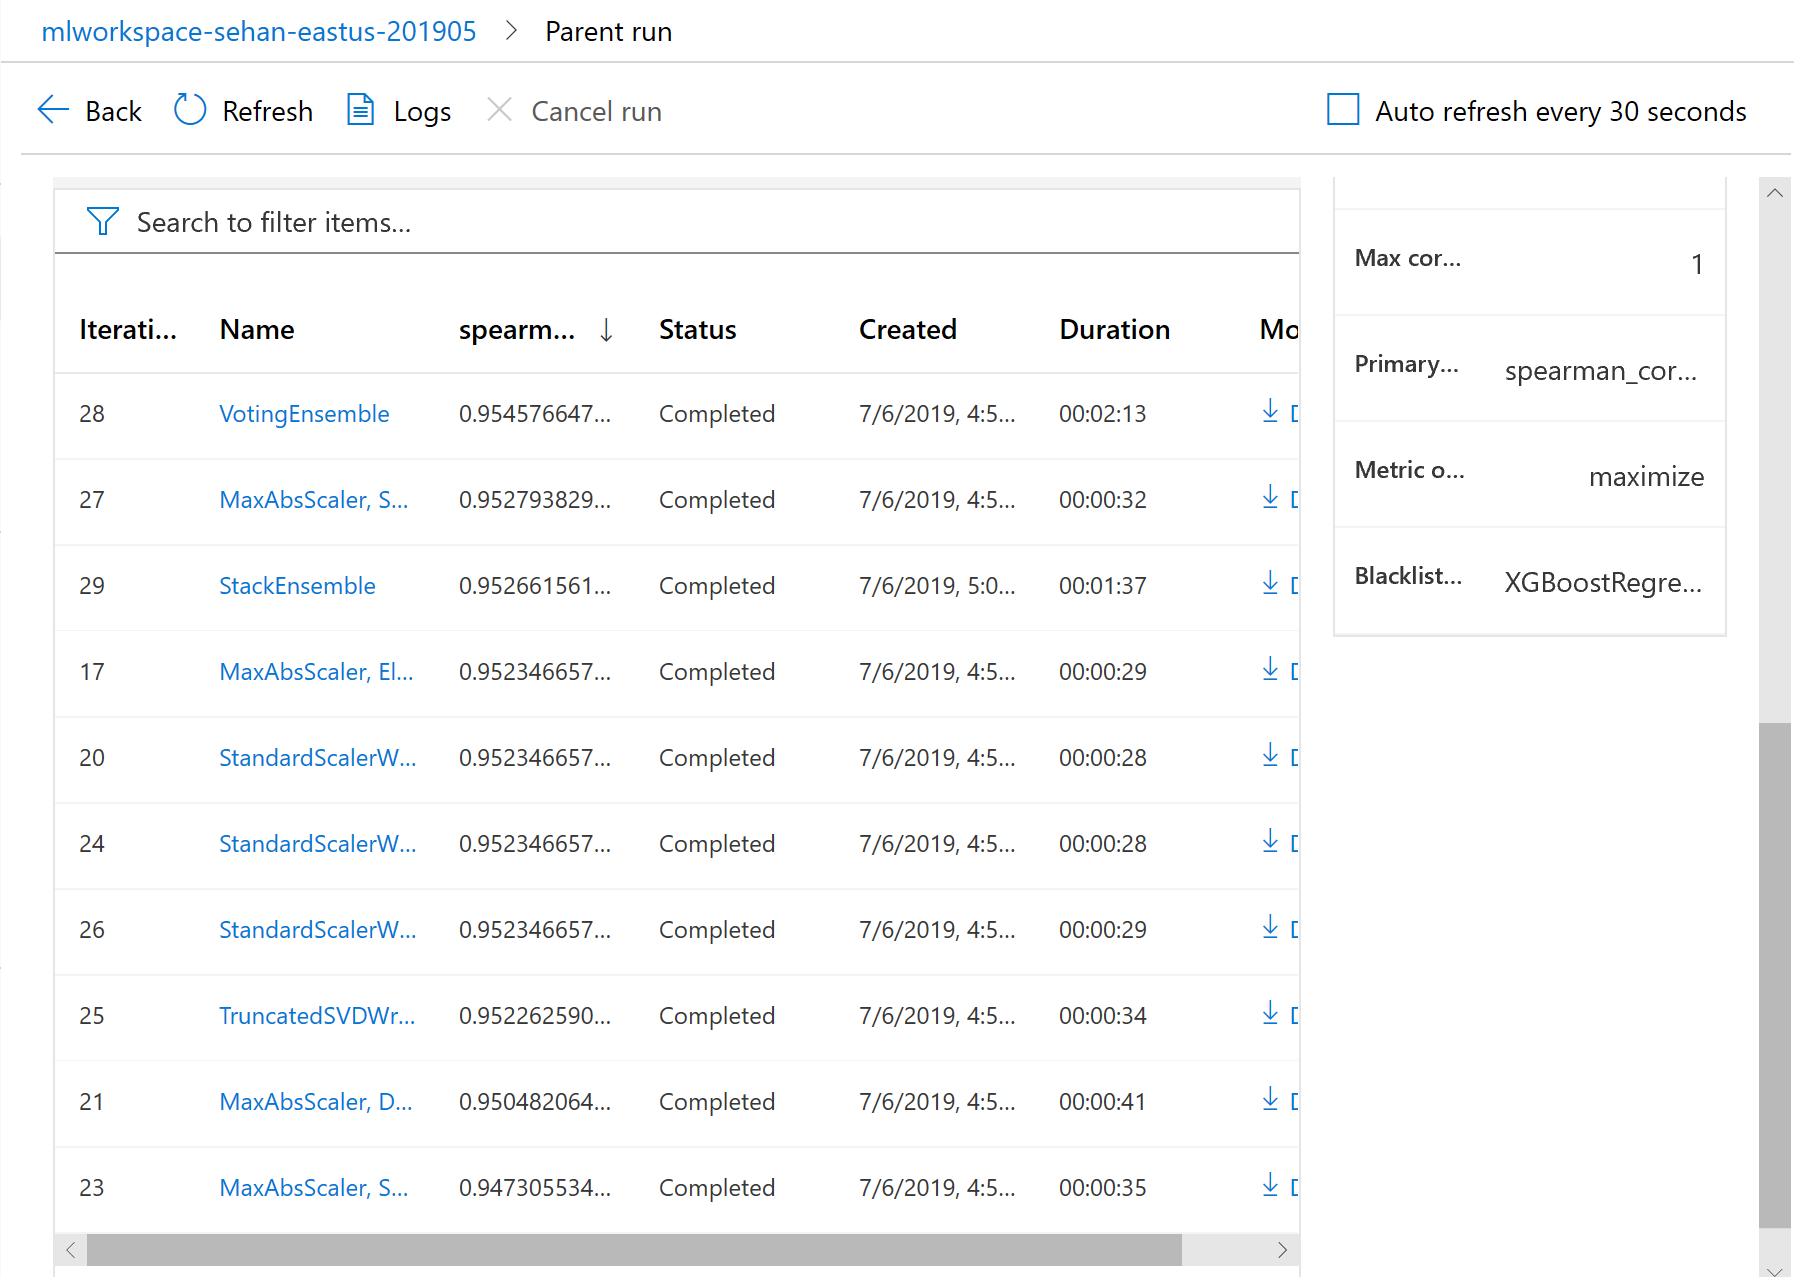 mlworkspace-sehan-eastus-201905 > Parent run
Back Refresh Logs Cancel run Auto refresh every 30 seconds
Search to filter items...
Iterati... Name spearm... ↓ Status Created Duration Mo
28 VotingEnsemble 0.954576647... Completed 7/6/2019, 4:5... 00:02:13
27 MaxAbsScaler, S... 0.952793829... Completed 7/6/2019, 4:5... 00:00:32
29 StackEnsemble 0.952661561... Completed 7/6/2019, 5:0... 00:01:37
17 MaxAbsScaler, El... 0.952346657... Completed 7/6/2019, 4:5... 00:00:29
20 StandardScalerW... 0.952346657... Completed 7/6/2019, 4:5... 00:00:28
24 StandardScalerW... 0.952346657... Completed 7/6/2019, 4:5... 00:00:28
26 StandardScalerW... 0.952346657... Completed 7/6/2019, 4:5... 00:00:29
25 TruncatedSVDWr... 0.952262590... Completed 7/6/2019, 4:5... 00:00:34
21 MaxAbsScaler, D... 0.950482064... Completed 7/6/2019, 4:5... 00:00:41
23 MaxAbsScaler, S... 0.947305534... Completed 7/6/2019, 4:5... 00:00:35
Max cor... 1
Primary... spearman_cor...
Metric o... maximize
Blacklist... XGBoostRegre...